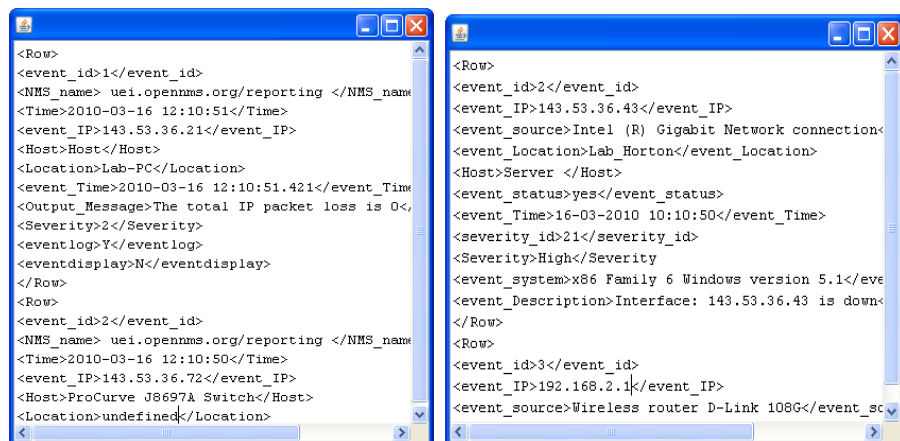 <Row>
<event_id>1</event_id>
<NMS_name> uei.opennms.org/reporting </NMS_name
<Time>2010-03-16 12:10:51</Time>
<event_IP>143.53.36.21</event_IP>
<Host>Host</Host>
<Location>Lab-PC</Location>
<event_Time>2010-03-16 12:10:51.421</event_Time
<Output_Message>The total IP packet loss is 0</
<Severity>2</Severity>
<eventlog>Y</eventlog>
<eventdisplay>N</eventdisplay>
</Row>
<Row>
<event_id>2</event_id>
<NMS_name> uei.opennms.org/reporting </NMS_name
<Time>2010-03-16 12:10:50</Time>
<event_IP>143.53.36.72</event_IP>
<Host>ProCurve J8697A Switch</Host>
<Location>undefined</Location>
<Row>
<event_id>2</event_id>
<event_IP>143.53.36.43</event_IP>
<event_source>Intel (R) Gigabit Network connection<
<event_Location>Lab_Horton</event_Location>
<Host>Server </Host>
<event_status>yes</event_status>
<event_Time>16-03-2010 10:10:50</event_Time>
<severity_id>21</severity_id>
<Severity>High</Severity
<event_system>x86 Family 6 Windows version 5.1</eve
<event_Description>Interface: 143.53.36.43 is down<
</Row>
<Row>
<event_id>3</event_id>
<event_IP>192.168.2.1</event_IP>
<event_source>Wireless router D-Link 108G</event_so